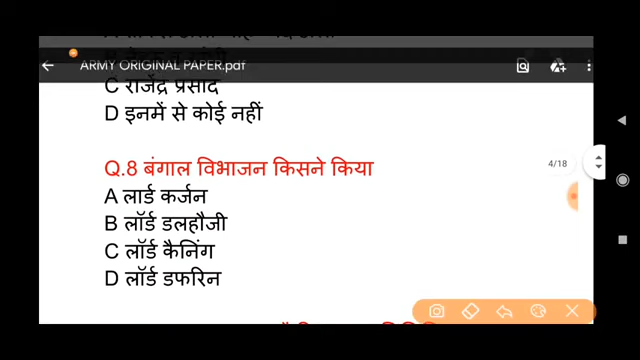 ARMY ORIGINAL PAPER.pdf
C राजेंद्र प्रसाद
D इनमें से कोई नहीं
Q.8 बंगाल विभाजन किसने किया
4/18
A लार्ड कर्जन
B लॉर्ड डलहौजी
C लॉर्ड कैनिंग
D लॉर्ड डफरिन